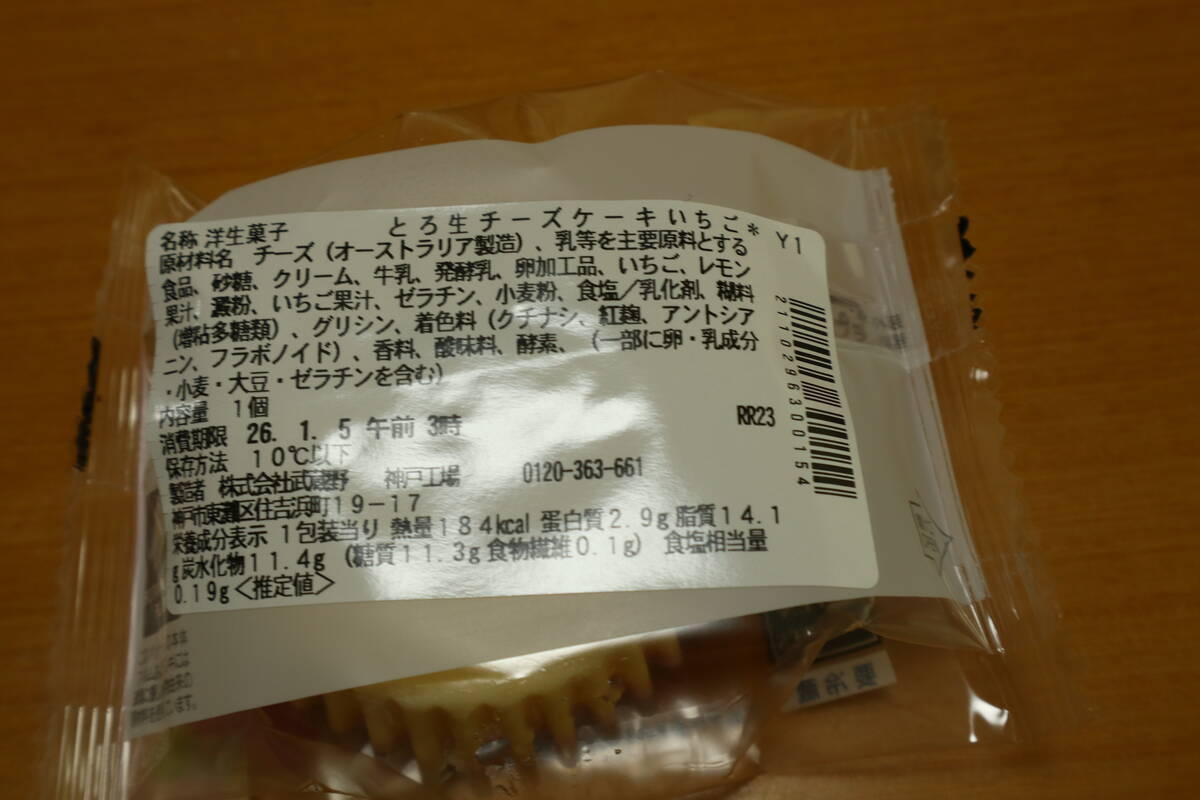 名称 洋生菓子 とろ生チーズケーキいちご* Y1
原材料名 チーズ(オーストラリア製造)、乳等を主要原料とする
食品、砂糖、クリーム、牛乳、発酵乳、卵加工品、いちご、レモン
果汁、澱粉、いちご果汁、ゼラチン、小麦粉、食塩/乳化剤、糊料
(増粘多糖類)、グリシン、着色料(クチナシ、紅麹、アントシア
ニン、フラボノイド)、香料、酸味料、酵素、(一部に卵・乳成分
・小麦・大豆・ゼラチンを含む)
内容量 1個
消費期限 26. 1. 5 午前 3時 RR23
保存方法 10℃以下
製造者 株式会社武蔵野 神戸工場 0120-363-661
神戸市東灘区住吉浜町19-17
栄養成分表示 1包装当り 熱量184kcal 蛋白質2.9g 脂質14.1
g 炭水化物11.4g (糖質11.3g 食物繊維0.1g) 食塩相当量
0.19g<推定値>
2110296300154
要冷蔵